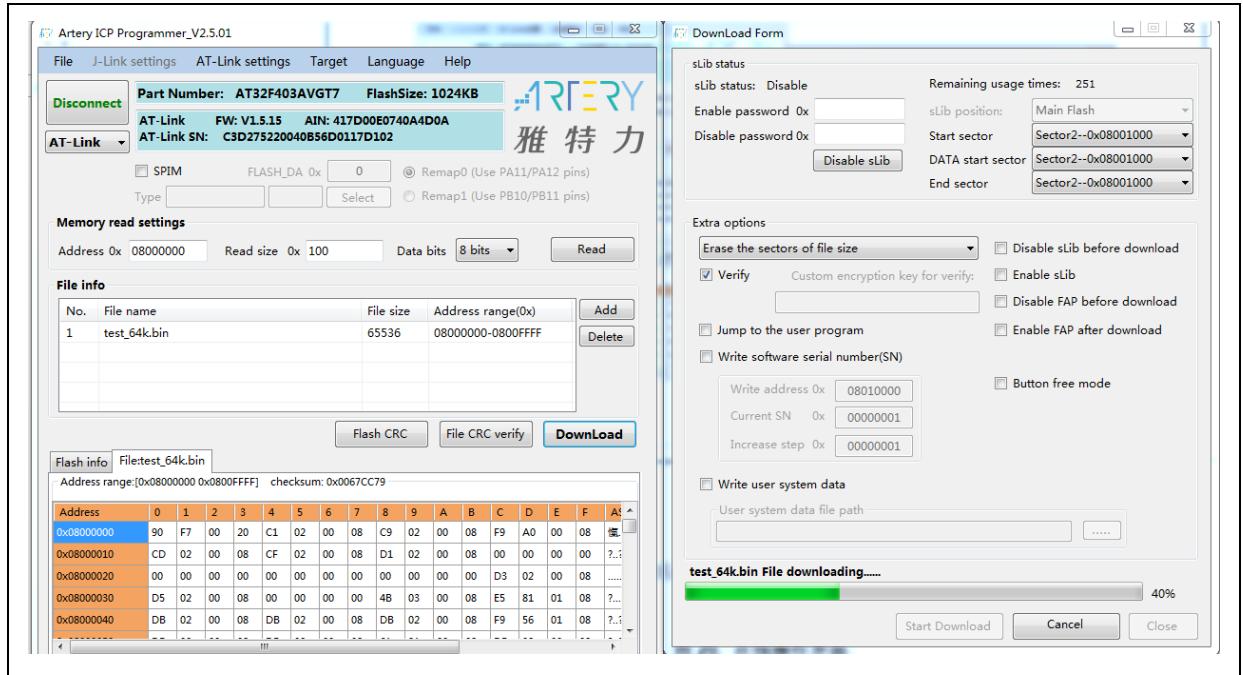 Artery ICP Programmer_V2.5.01
File J-Link settings AT-Link settings Target Language Help
Disconnect
Part Number: AT32F403AVGT7 FlashSize: 1024KB
AT-Link FW: V1.5.15 AIN: 417D00E0740A4D0A
AT-Link SN: C3D275220040B56D0117D102
AT-Link
ARTERY
雅特力
SPIM FLASH_DA 0x 0 Remap0 (Use PA11/PA12 pins)
Type Select Remap1 (Use PB10/PB11 pins)
Memory read settings
Address 0x 08000000 Read size 0x 100 Data bits 8 bits Read
File info
No. File name File size Address range(0x) Add
1 test_64k.bin 65536 08000000-0800FFFF Delete
Flash CRC File CRC verify DownLoad
Flash info File:test_64k.bin
Address range:[0x08000000 0x0800FFFF] checksum: 0x0067CC79
Address 0 1 2 3 4 5 6 7 8 9 A B C D E F
0x08000000 90 F7 00 20 C1 02 00 08 C9 02 00 08 F9 A0 00 08
0x08000010 CD 02 00 08 CF 02 00 08 D1 02 00 08 00 00 00 00 ?..?
0x08000020 00 00 00 00 00 00 00 00 00 00 00 00 D3 02 00 08 .....
0x08000030 D5 02 00 08 00 00 00 00 4B 03 00 08 E5 81 01 08 ?...
0x08000040 DB 02 00 08 DB 02 00 08 DB 02 00 08 F9 56 01 08 ?..?
DownLoad Form
sLib status
sLib status: Disable Remaining usage times: 251
Enable password 0x sLib position: Main Flash
Disable password 0x Start sector Sector2--0x08001000
Disable sLib DATA start sector Sector2--0x08001000
End sector Sector2--0x08001000
Extra options
Erase the sectors of file size Disable sLib before download
Verify Custom encryption key for verify: Enable sLib
Disable FAP before download
Jump to the user program Enable FAP after download
Write software serial number(SN)
Write address 0x 08010000 Button free mode
Current SN 0x 00000001
Increase step 0x 00000001
Write user system data
User system data file path
.....
test_64k.bin File downloading......
40%
Start Download Cancel Close